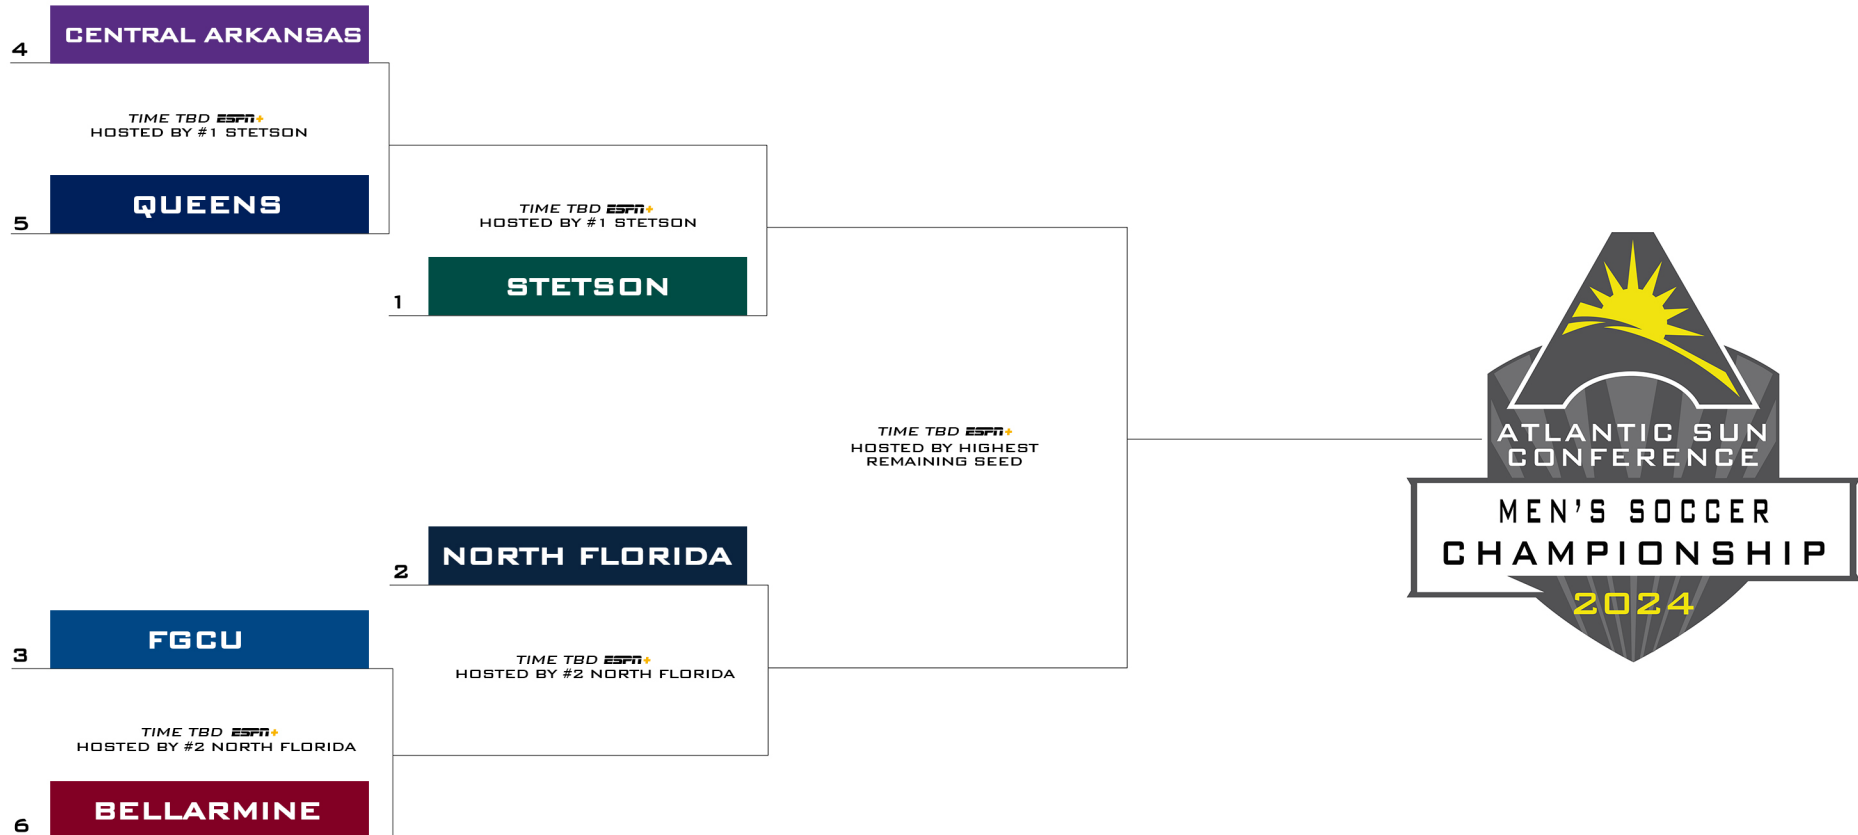 4
CENTRAL ARKANSAS
TIME TBD ESPN+
HOSTED BY #1 STETSON
5
QUEENS
TIME TBD ESPN+
HOSTED BY #1 STETSON
1
STETSON
TIME TBD ESPN+
HOSTED BY HIGHEST
REMAINING SEED
2
NORTH FLORIDA
3
FGCU
TIME TBD ESPN+
HOSTED BY #2 NORTH FLORIDA
TIME TBD ESPN+
HOSTED BY #2 NORTH FLORIDA
6
BELLARMINE
ATLANTIC SUN
CONFERENCE
MEN'S SOCCER
CHAMPIONSHIP
2024